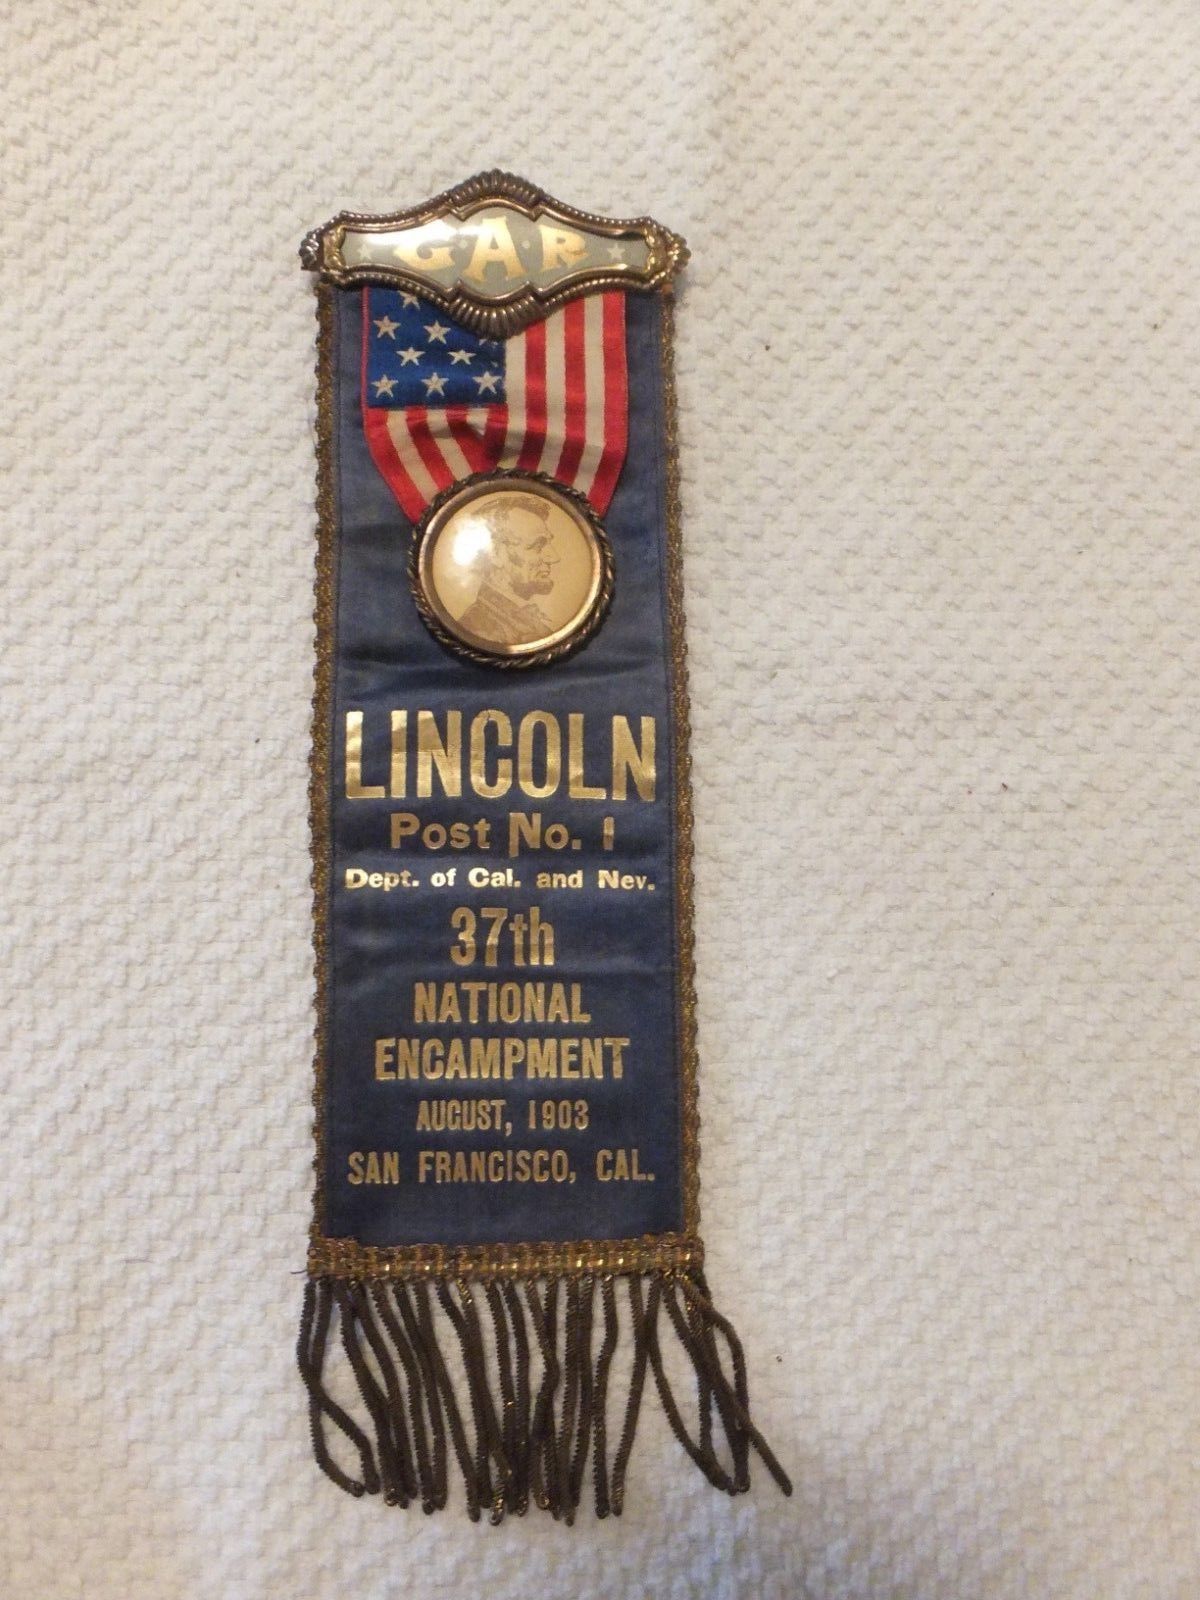 G.A.R
LINCOLN
Post No. 1
Dept. of Cal. and Nev.
37th
NATIONAL
ENCAMPMENT
AUGUST, 1903
SAN FRANCISCO, CAL.